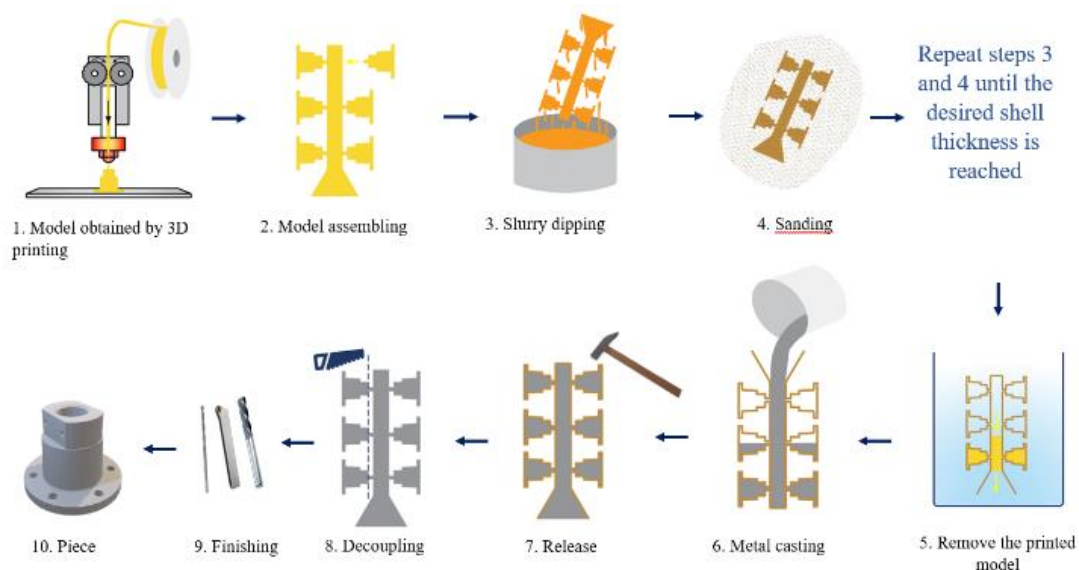 Repeat steps 3
and 4 until the
desired shell
thickness is
reached
1. Model obtained by 3D
printing
2. Model assembling
3. Slurry dipping
4. Sanding
10. Piece
9. Finishing
8. Decoupling
7. Release
6. Metal casting
5. Remove the printed
model